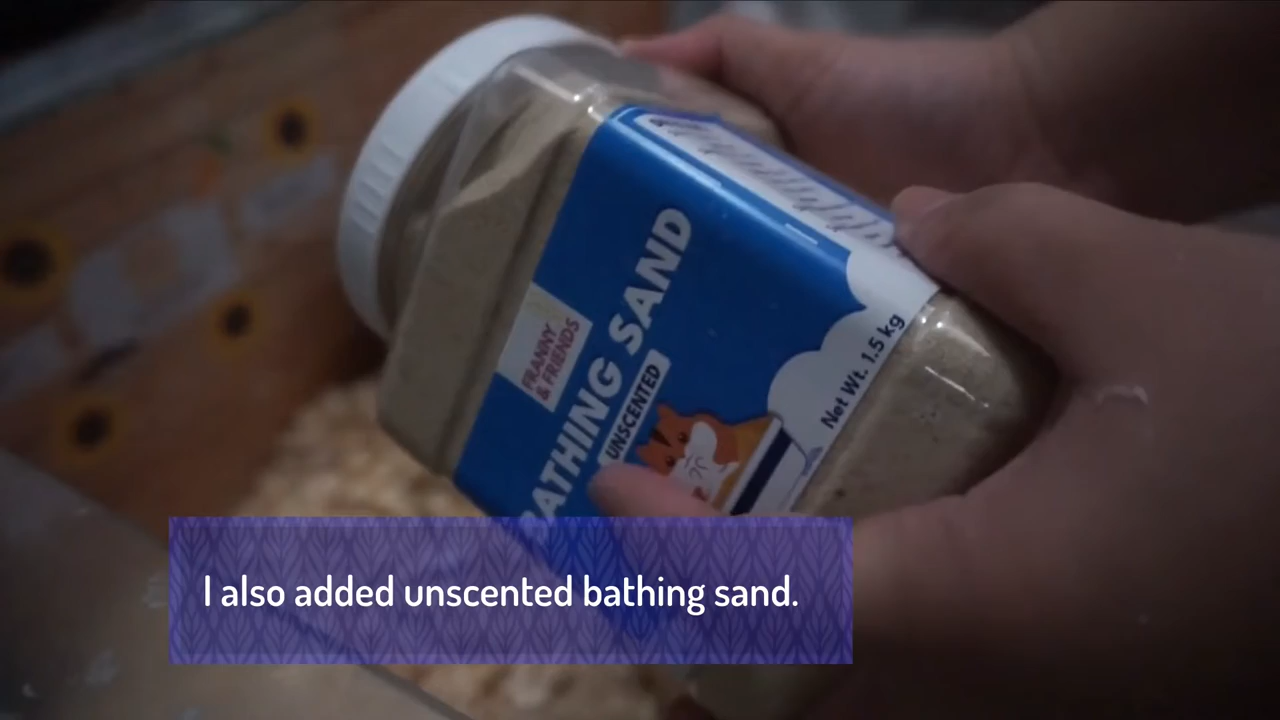 FRANNY
& FRIENDS
BATHING SAND
UNSCENTED
Net Wt. 1.5 kg
I also added unscented bathing sand.